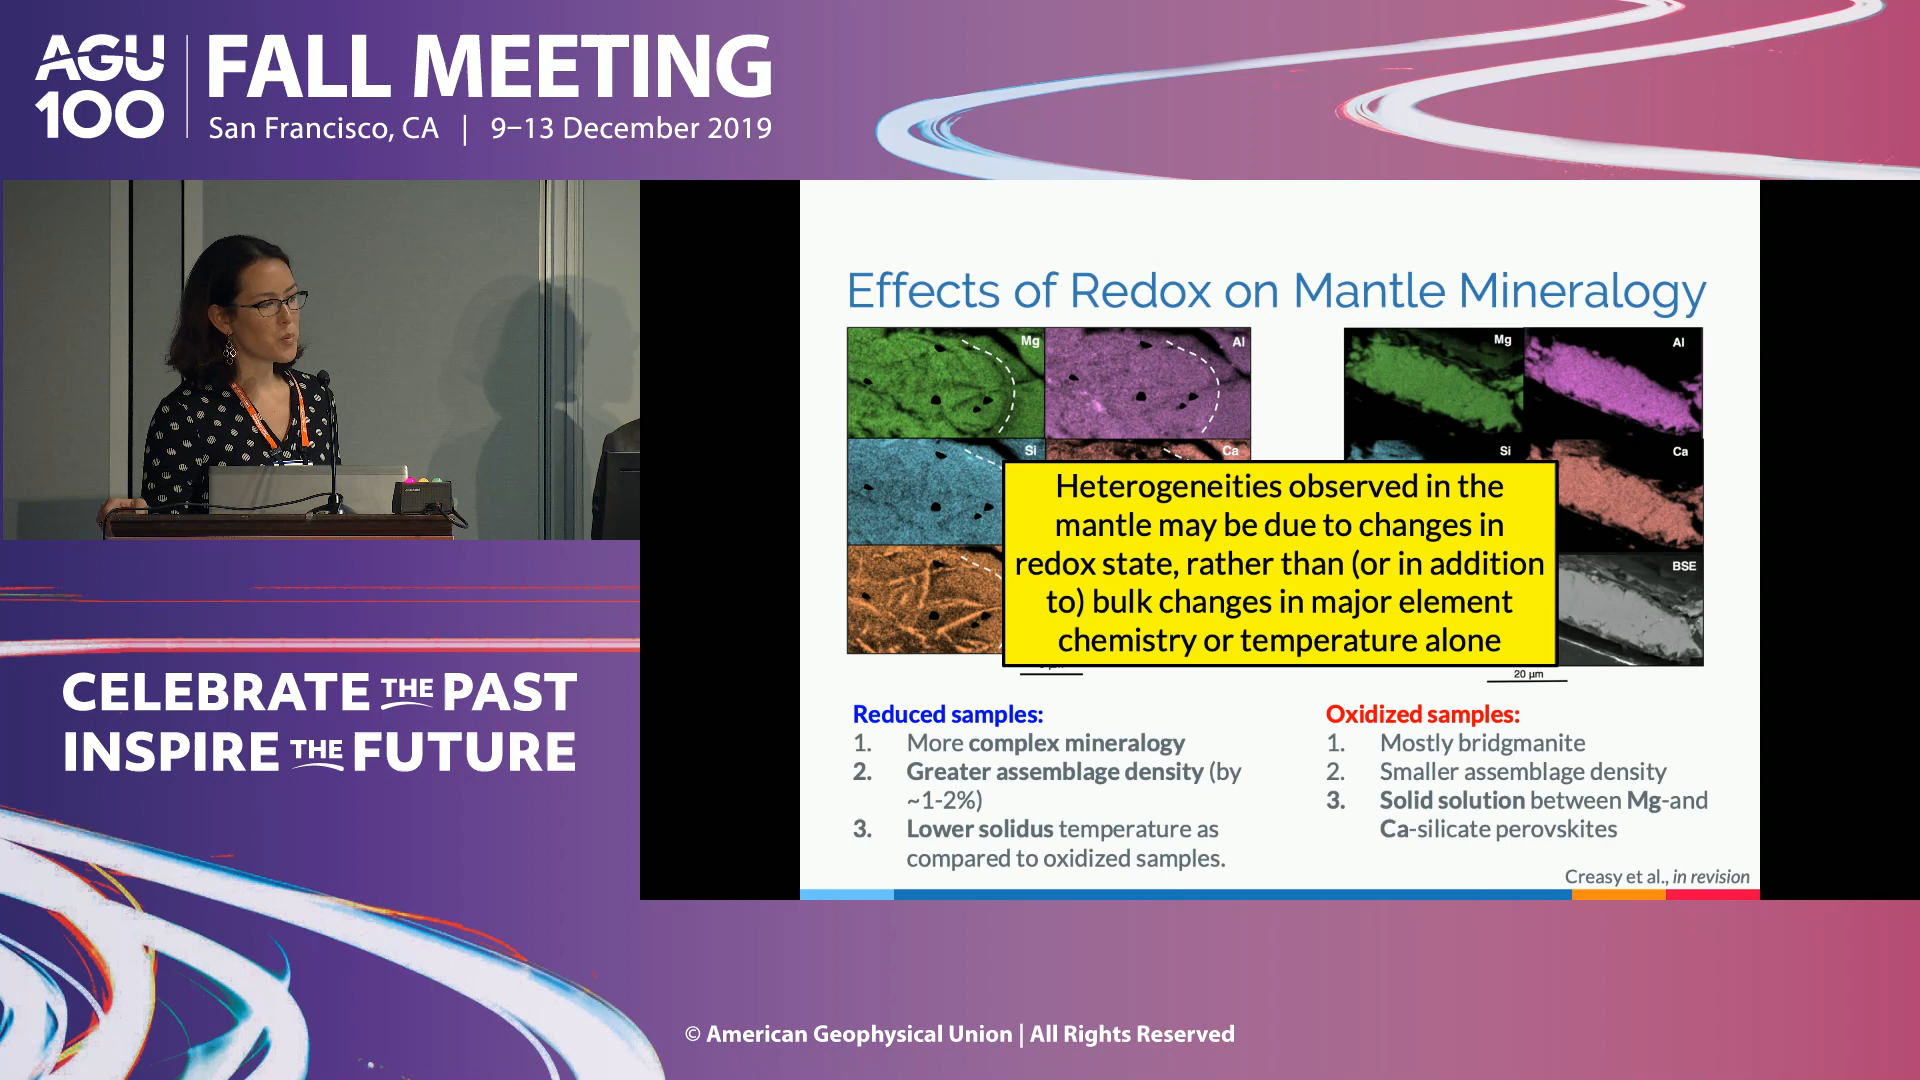 AGU
100
FALL MEETING
San Francisco, CA | 9–13 December 2019
Effects of Redox on Mantle Mineralogy
Mg
Al
Si
Ca
Mg
Al
Si
Ca
BSE
Heterogeneities observed in the
mantle may be due to changes in
redox state, rather than (or in addition
to) bulk changes in major element
chemistry or temperature alone
20 µm
Reduced samples:
1. More complex mineralogy
2. Greater assemblage density (by
~1-2%)
3. Lower solidus temperature as
compared to oxidized samples.
Oxidized samples:
1. Mostly bridgmanite
2. Smaller assemblage density
3. Solid solution between Mg-and
Ca-silicate perovskites
Creasy et al., in revision
CELEBRATE THE PAST
INSPIRE THE FUTURE
© American Geophysical Union | All Rights Reserved